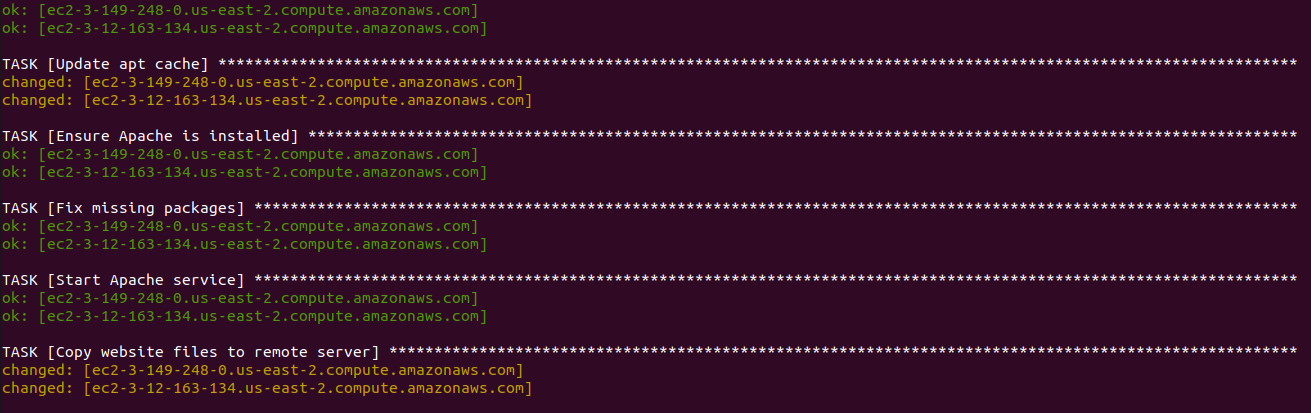 ok: [ec2-3-149-248-0.us-east-2.compute.amazonaws.com]
ok: [ec2-3-12-163-134.us-east-2.compute.amazonaws.com]
TASK [Update apt cache] ***************************************************************************************************************************
changed: [ec2-3-149-248-0.us-east-2.compute.amazonaws.com]
changed: [ec2-3-12-163-134.us-east-2.compute.amazonaws.com]
TASK [Ensure Apache is installed] *****************************************************************************************************************
ok: [ec2-3-149-248-0.us-east-2.compute.amazonaws.com]
ok: [ec2-3-12-163-134.us-east-2.compute.amazonaws.com]
TASK [Fix missing packages] ***********************************************************************************************************************
ok: [ec2-3-149-248-0.us-east-2.compute.amazonaws.com]
ok: [ec2-3-12-163-134.us-east-2.compute.amazonaws.com]
TASK [Start Apache service] ***********************************************************************************************************************
ok: [ec2-3-149-248-0.us-east-2.compute.amazonaws.com]
ok: [ec2-3-12-163-134.us-east-2.compute.amazonaws.com]
TASK [Copy website files to remote server] ********************************************************************************************************
changed: [ec2-3-149-248-0.us-east-2.compute.amazonaws.com]
changed: [ec2-3-12-163-134.us-east-2.compute.amazonaws.com]